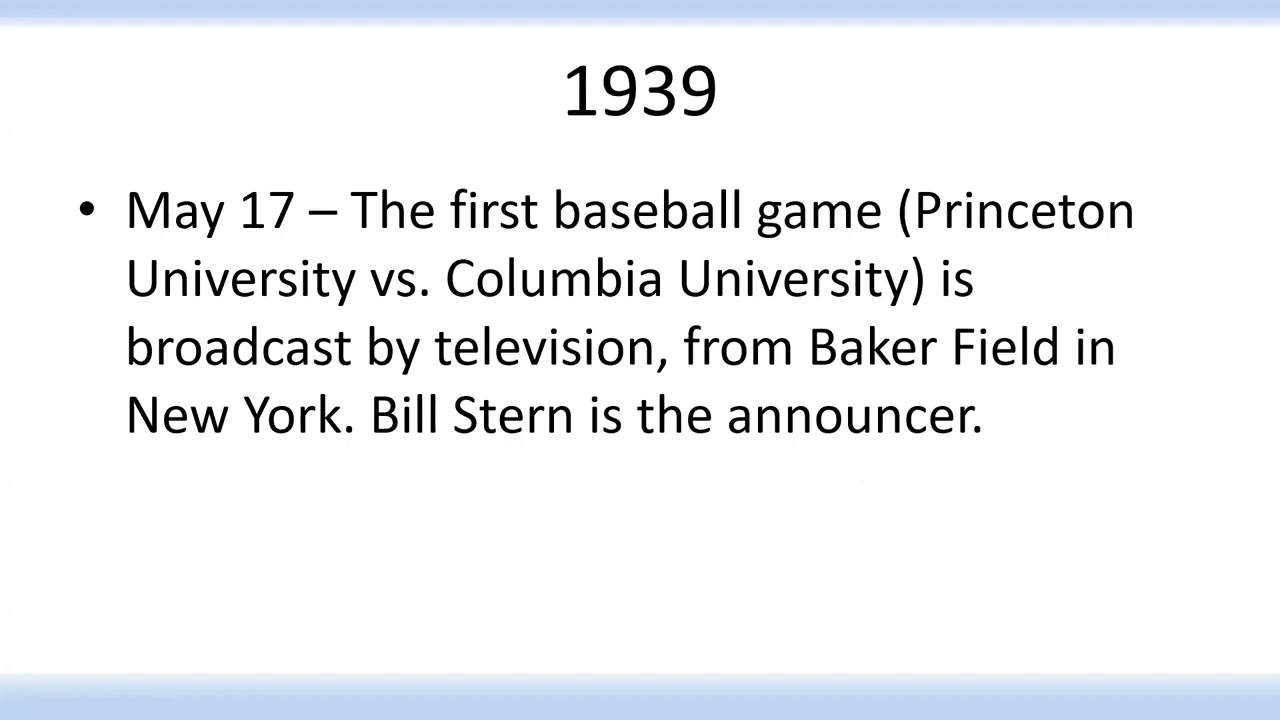 1939
• May 17 – The first baseball game (Princeton
University vs. Columbia University) is
broadcast by television, from Baker Field in
New York. Bill Stern is the announcer.